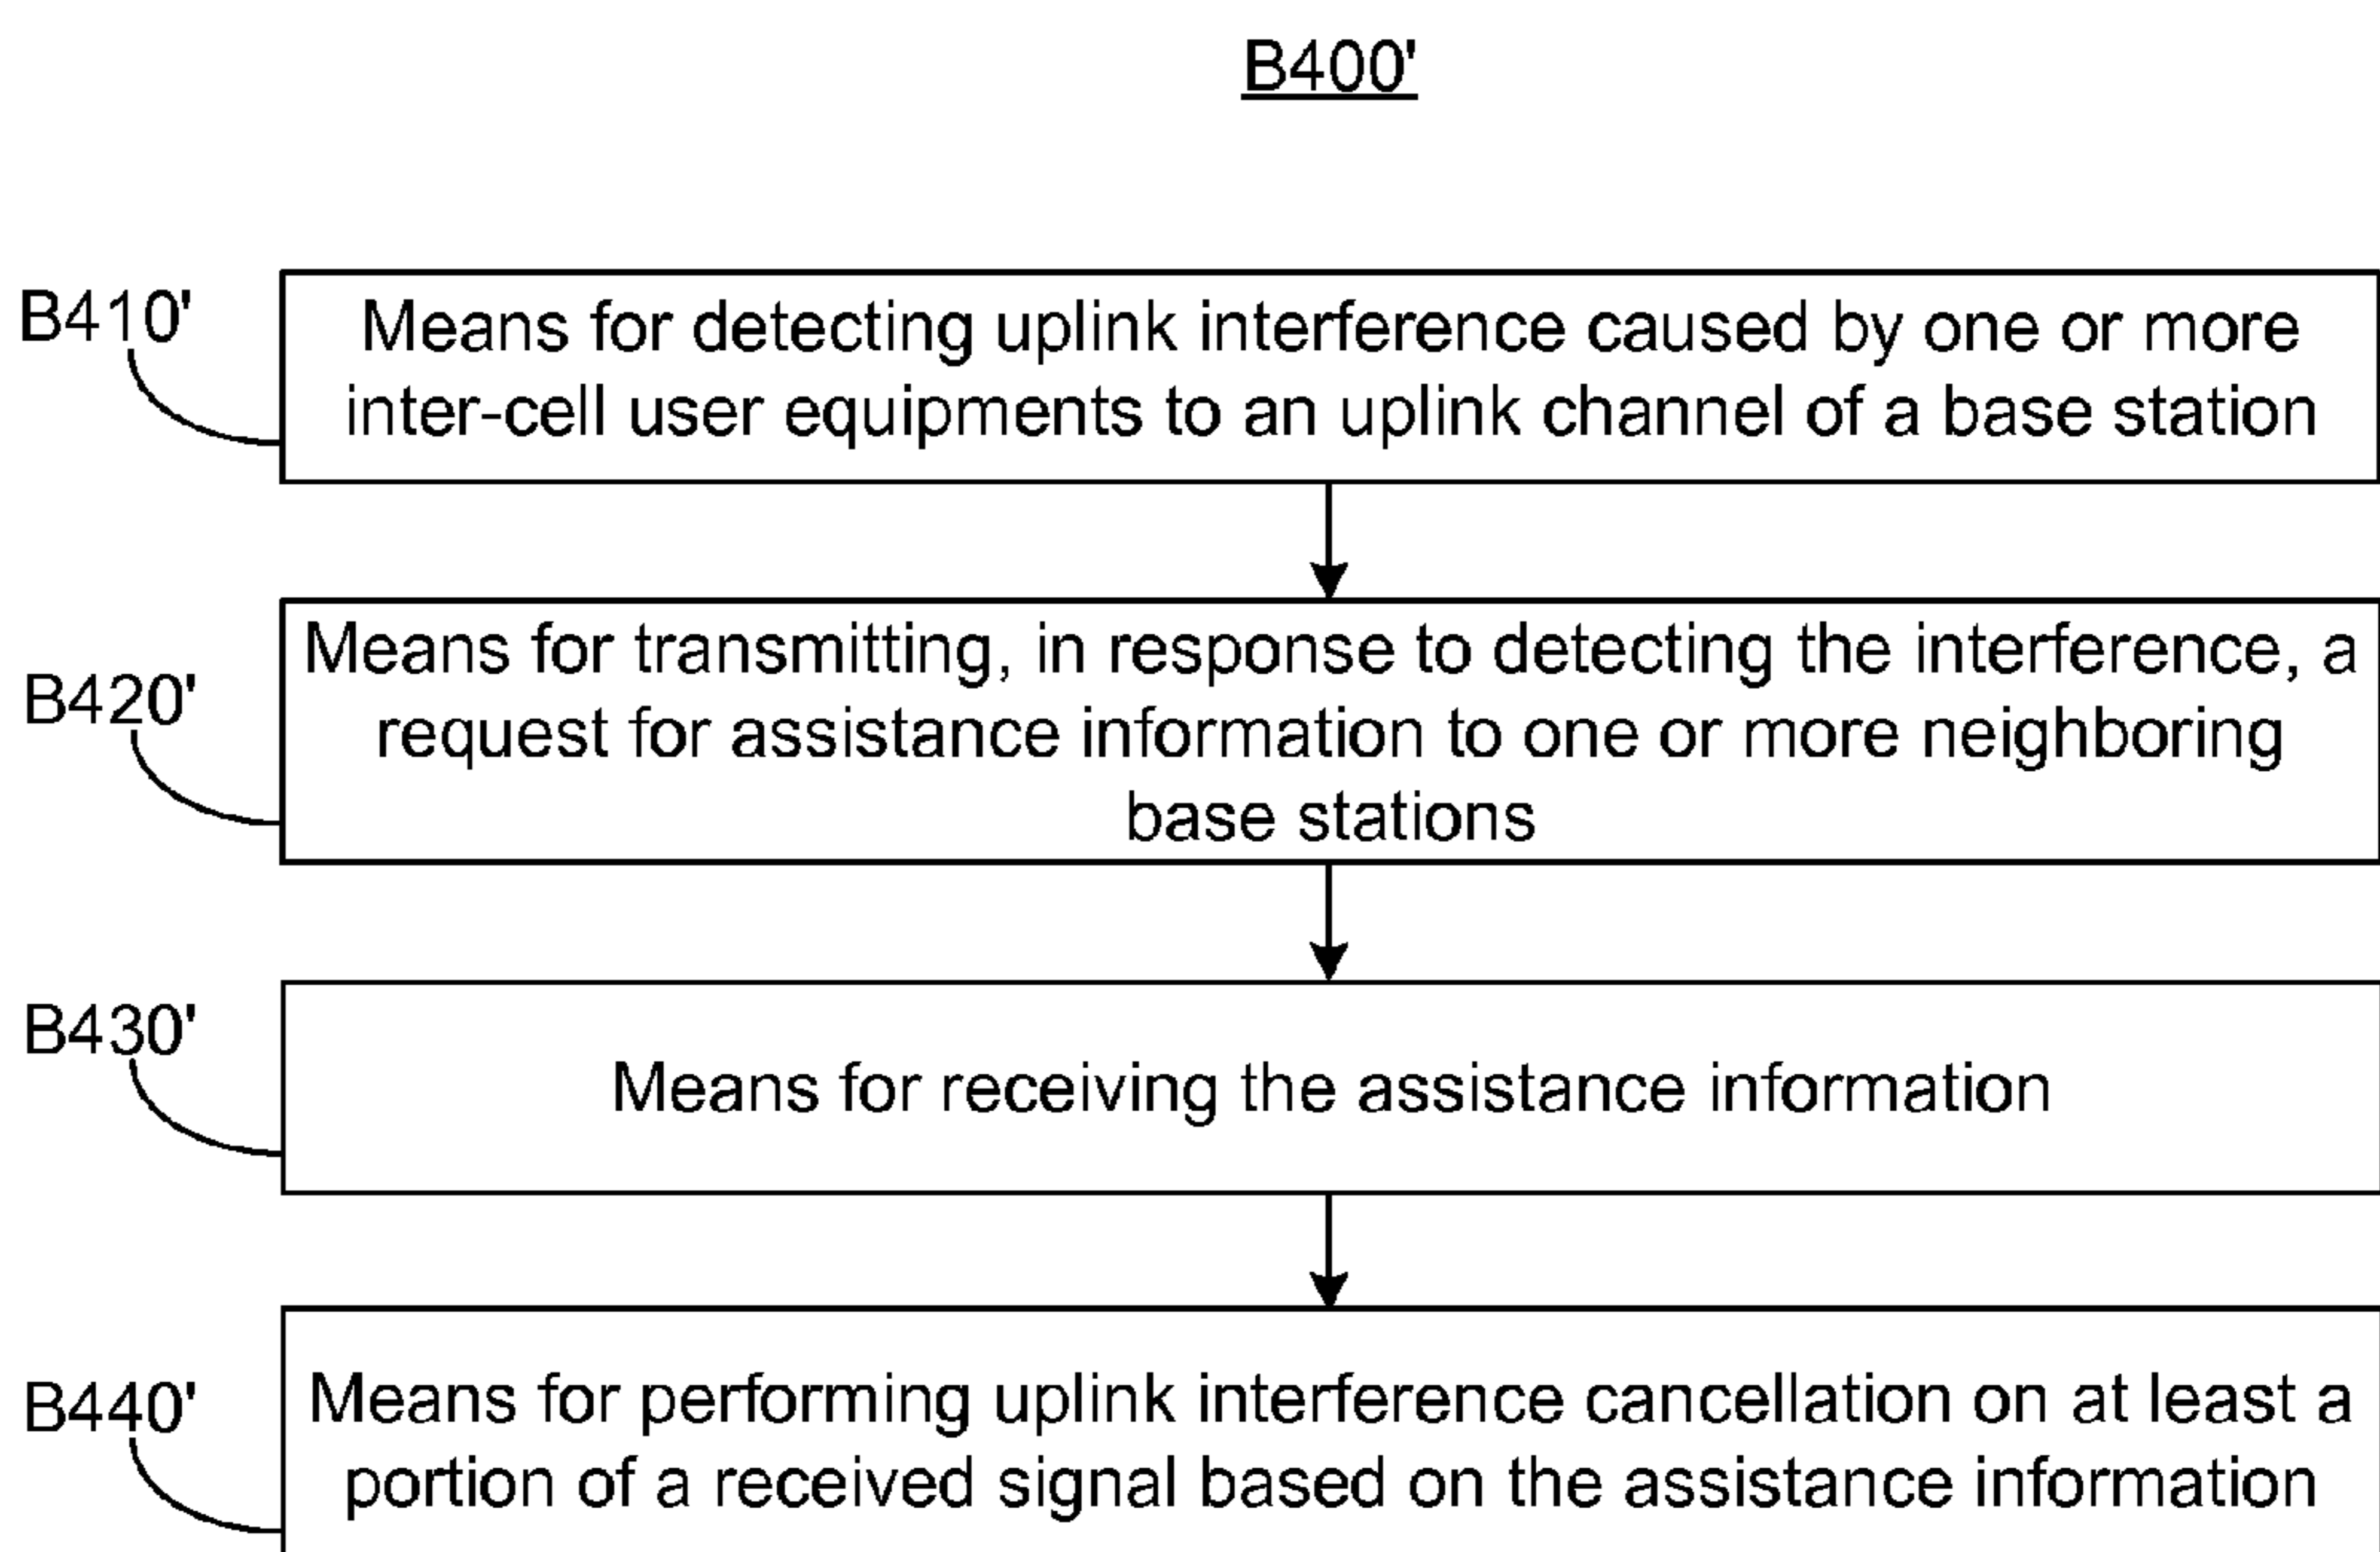 B400'
B410'
Means for detecting uplink interference caused by one or more
inter-cell user equipments to an uplink channel of a base station
B420'
Means for transmitting, in response to detecting the interference, a
request for assistance information to one or more neighboring
base stations
B430'
Means for receiving the assistance information
B440'
Means for performing uplink interference cancellation on at least a
portion of a received signal based on the assistance information